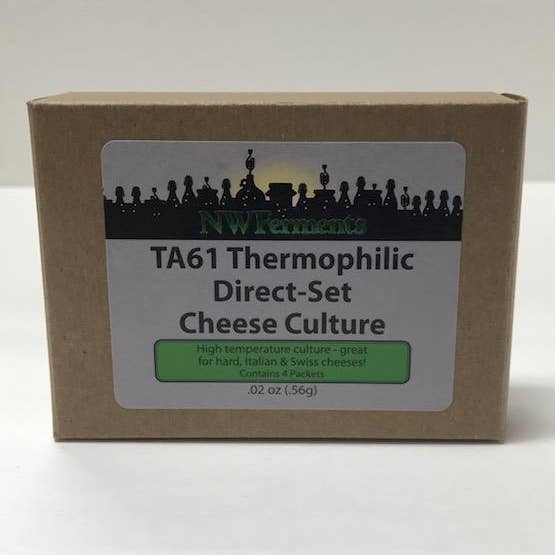 NWFerments
TA61 Thermophilic
Direct-Set
Cheese Culture
High temperature culture - great
for hard, Italian & Swiss cheeses!
Contains 4 Packets
.02 oz (.56g)